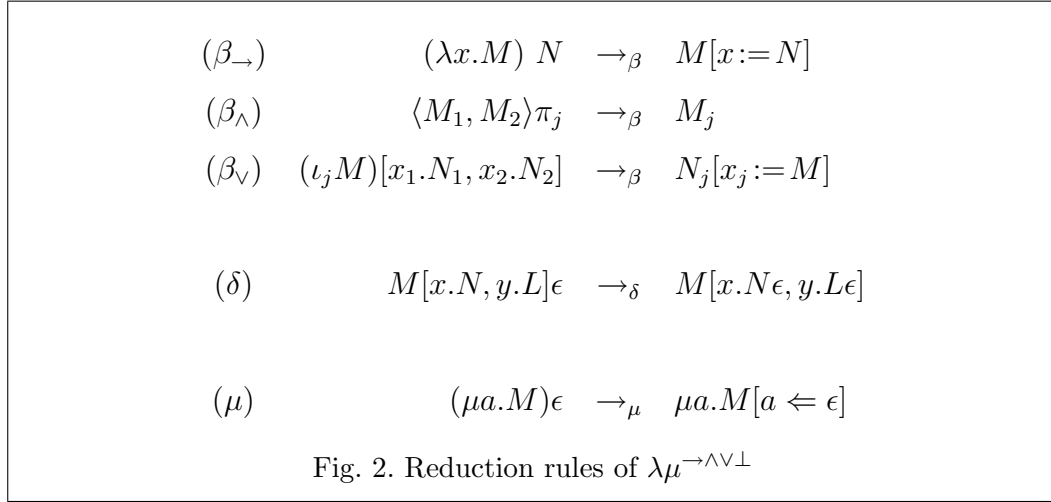 (β→) (λx.M) N →β M[x:=N]
(β∧) ⟨M₁, M₂⟩πⱼ →β Mⱼ
(β∨) (ιⱼM)[x₁.N₁, x₂.N₂] →β Nⱼ[xⱼ:=M]
(δ) M[x.N, y.L]ϵ →δ M[x.Nϵ, y.Lϵ]
(μ) (μa.M)ϵ →μ μa.M[a ⇐ ϵ]
Fig. 2. Reduction rules of λμ→∧∨⊥